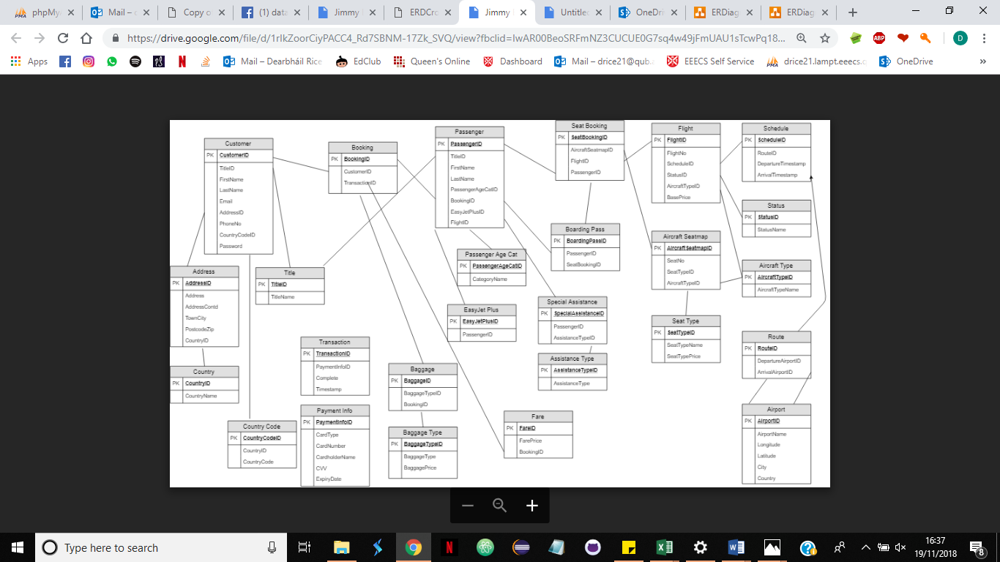 phpMy
Mail –
Copy o
(1) data
Jimmy
ERDCro
Jimmy
Untitled
OneDri
ERDiag
ERDiag
https://drive.google.com/file/d/1rIkZoorCiyPACC4_Rd7SBNM-17Zk_SVQ/view?fbclid=IwAR00BeoSRFmNZ3CUCUE0G7sq4w49jFmUAU1sTcwPq18...
ABP
D
Apps
Mail – Dearbháil Rice
EdClub
Queen's Online
Dashboard
Mail – drice21@qub.
EEECS Self Service
drice21.lampt.eeecs.q
OneDrive
»
Customer
PK CustomerID
TitleID
FirstName
LastName
Email
AddressID
PhoneNo
CountryCodeID
Password
Booking
PK BookingID
CustomerID
TransactionID
Passenger
PK PassengerID
TitleID
FirstName
LastName
PassengerAgeCatID
BookingID
EasyJetPlusID
FlightID
Seat Booking
PK SeatBookingID
AircraftSeatmapID
FlightID
PassengerID
Flight
PK FlightID
FlightNo
ScheduleID
StatusID
AircraftTypeID
BasePrice
Schedule
PK ScheduleID
RouteID
DepartureTimestamp
ArrivalTimestamp
Status
PK StatusID
StatusName
Boarding Pass
PK BoardingPassID
PassengerID
SeatBookingID
Aircraft Seatmap
PK AircraftSeatmapID
SeatNo
SeatTypeID
AircraftTypeID
Passenger Age Cat
PK PassengerAgeCatID
CategoryName
Aircraft Type
PK AircraftTypeID
AircraftTypeName
Address
PK AddressID
Address
AddressContd
TownCity
PostcodeZip
CountryID
Title
PK TitleID
TitleName
EasyJet Plus
PK EasyJetPlusID
PassengerID
Special Assistance
PK SpecialAssistanceID
PassengerID
AssistanceTypeID
Seat Type
PK SeatTypeID
SeatTypeName
SeatTypePrice
Route
PK RouteID
DepartureAirportID
ArrivalAirportID
Transaction
PK TransactionID
PaymentInfoID
Complete
Timestamp
Assistance Type
PK AssistanceTypeID
AssistanceType
Country
PK CountryID
CountryName
Baggage
PK BaggageID
BaggageTypeID
BookingID
Payment Info
PK PaymentInfoID
CardType
CardNumber
CardholderName
CVV
ExpiryDate
Airport
PK AirportID
AirportName
Longitude
Latitude
City
Country
Fare
PK FareID
FarePrice
BookingID
Country Code
PK CountryCodeID
CountryID
CountryCode
Baggage Type
PK BaggageTypeID
BaggageType
BaggagePrice
Type here to search
16:37
19/11/2018
8